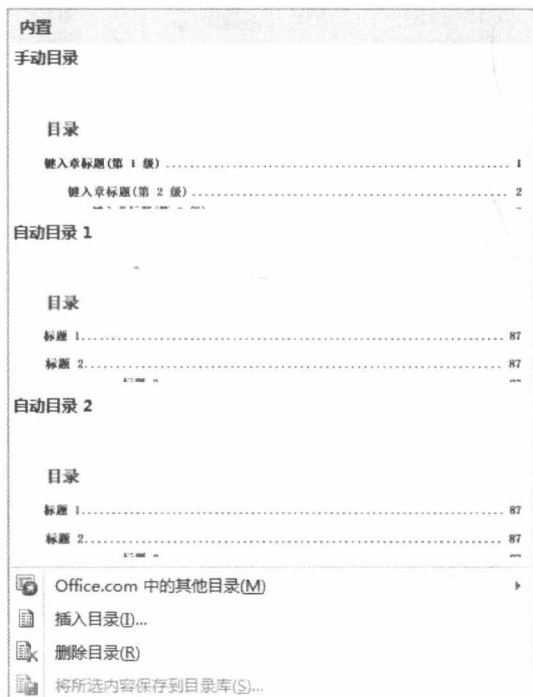 内置
手动目录
目录
键入章标题(第 1 级) ........................................................ 1
键入章标题(第 2 级) .................................................... 2
自动目录 1
目录
标题 1........................................................................ 87
标题 2........................................................................ 87
自动目录 2
目录
标题 1........................................................................ 87
标题 2........................................................................ 87
Office.com 中的其他目录(M)
插入目录(I)...
删除目录(R)
将所选内容保存到目录库(S)...